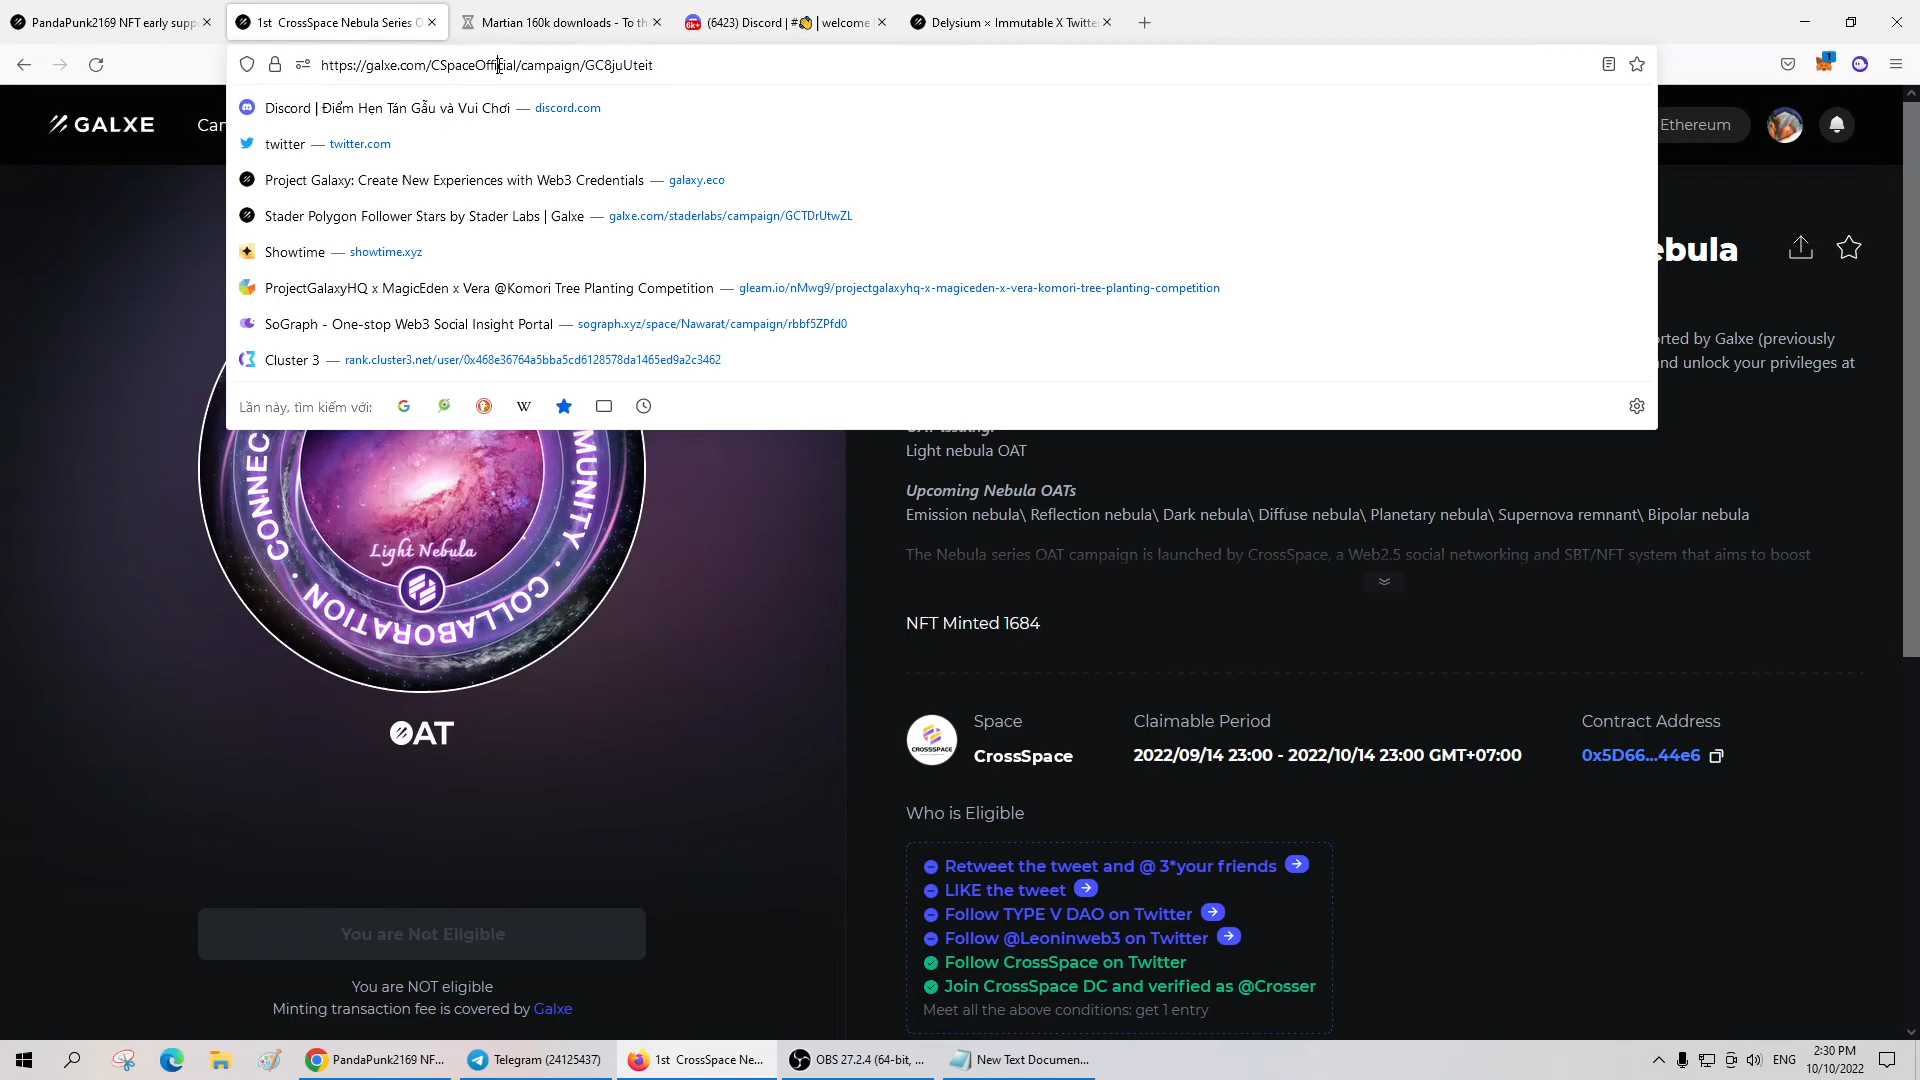 PandaPunk2169 NFT early supp
1st CrossSpace Nebula Series O
Martian 160k downloads - To th
(6423) Discord | #👏 | welcome
Delysium × Immutable X Twitte
https://galxe.com/CSpaceOfficial/campaign/GC8juUteit
1
Discord | Điểm Hẹn Tán Gẫu và Vui Chơi — discord.com
twitter — twitter.com
Project Galaxy: Create New Experiences with Web3 Credentials — galaxy.eco
Stader Polygon Follower Stars by Stader Labs | Galxe — galxe.com/staderlabs/campaign/GCTDrUtwZL
Showtime — showtime.xyz
ProjectGalaxyHQ x MagicEden x Vera @Komori Tree Planting Competition — gleam.io/nMwg9/projectgalaxyhq-x-magiceden-x-vera-komori-tree-planting-competition
SoGraph - One-stop Web3 Social Insight Portal — sograph.xyz/space/Nawarat/campaign/rbbf5ZPfd0
Cluster 3 — rank.cluster3.net/user/0x468e36764a5bba5cd6128578da1465ed9a2c3462
Lần này, tìm kiếm với:
GALXE
Ethereum
ebula
rted by Galxe (previously
and unlock your privileges at
Light nebula OAT
Upcoming Nebula OATs
Emission nebula\ Reflection nebula\ Dark nebula\ Diffuse nebula\ Planetary nebula\ Supernova remnant\ Bipolar nebula
The Nebula series OAT campaign is launched by CrossSpace, a Web2.5 social networking and SBT/NFT system that aims to boost
NFT Minted 1684
CONNEC
MUNITY · COLLABORATION ·
Light Nebula
OAT
CROSSSPACE
Space
CrossSpace
Claimable Period
2022/09/14 23:00 - 2022/10/14 23:00 GMT+07:00
Contract Address
0x5D66...44e6
Who is Eligible
Retweet the tweet and @ 3*your friends
LIKE the tweet
Follow TYPE V DAO on Twitter
Follow @Leoninweb3 on Twitter
Follow CrossSpace on Twitter
Join CrossSpace DC and verified as @Crosser
Meet all the above conditions: get 1 entry
You are Not Eligible
You are NOT eligible
Minting transaction fee is covered by Galxe
PandaPunk2169 NF...
Telegram (24125437)
1st CrossSpace Ne...
OBS 27.2.4 (64-bit, ...
New Text Documen...
ENG
2:30 PM
10/10/2022